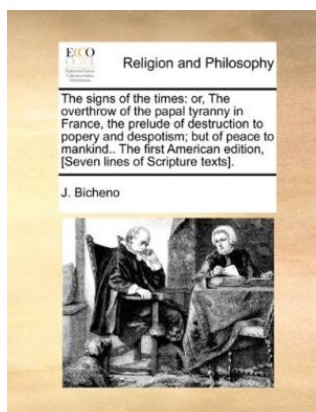 ECCO
Religion and Philosophy
The signs of the times: or, The
overthrow of the papal tyranny in
France, the prelude of destruction to
popery and despotism; but of peace to
mankind.. The first American edition,
[Seven lines of Scripture texts].
J. Bicheno